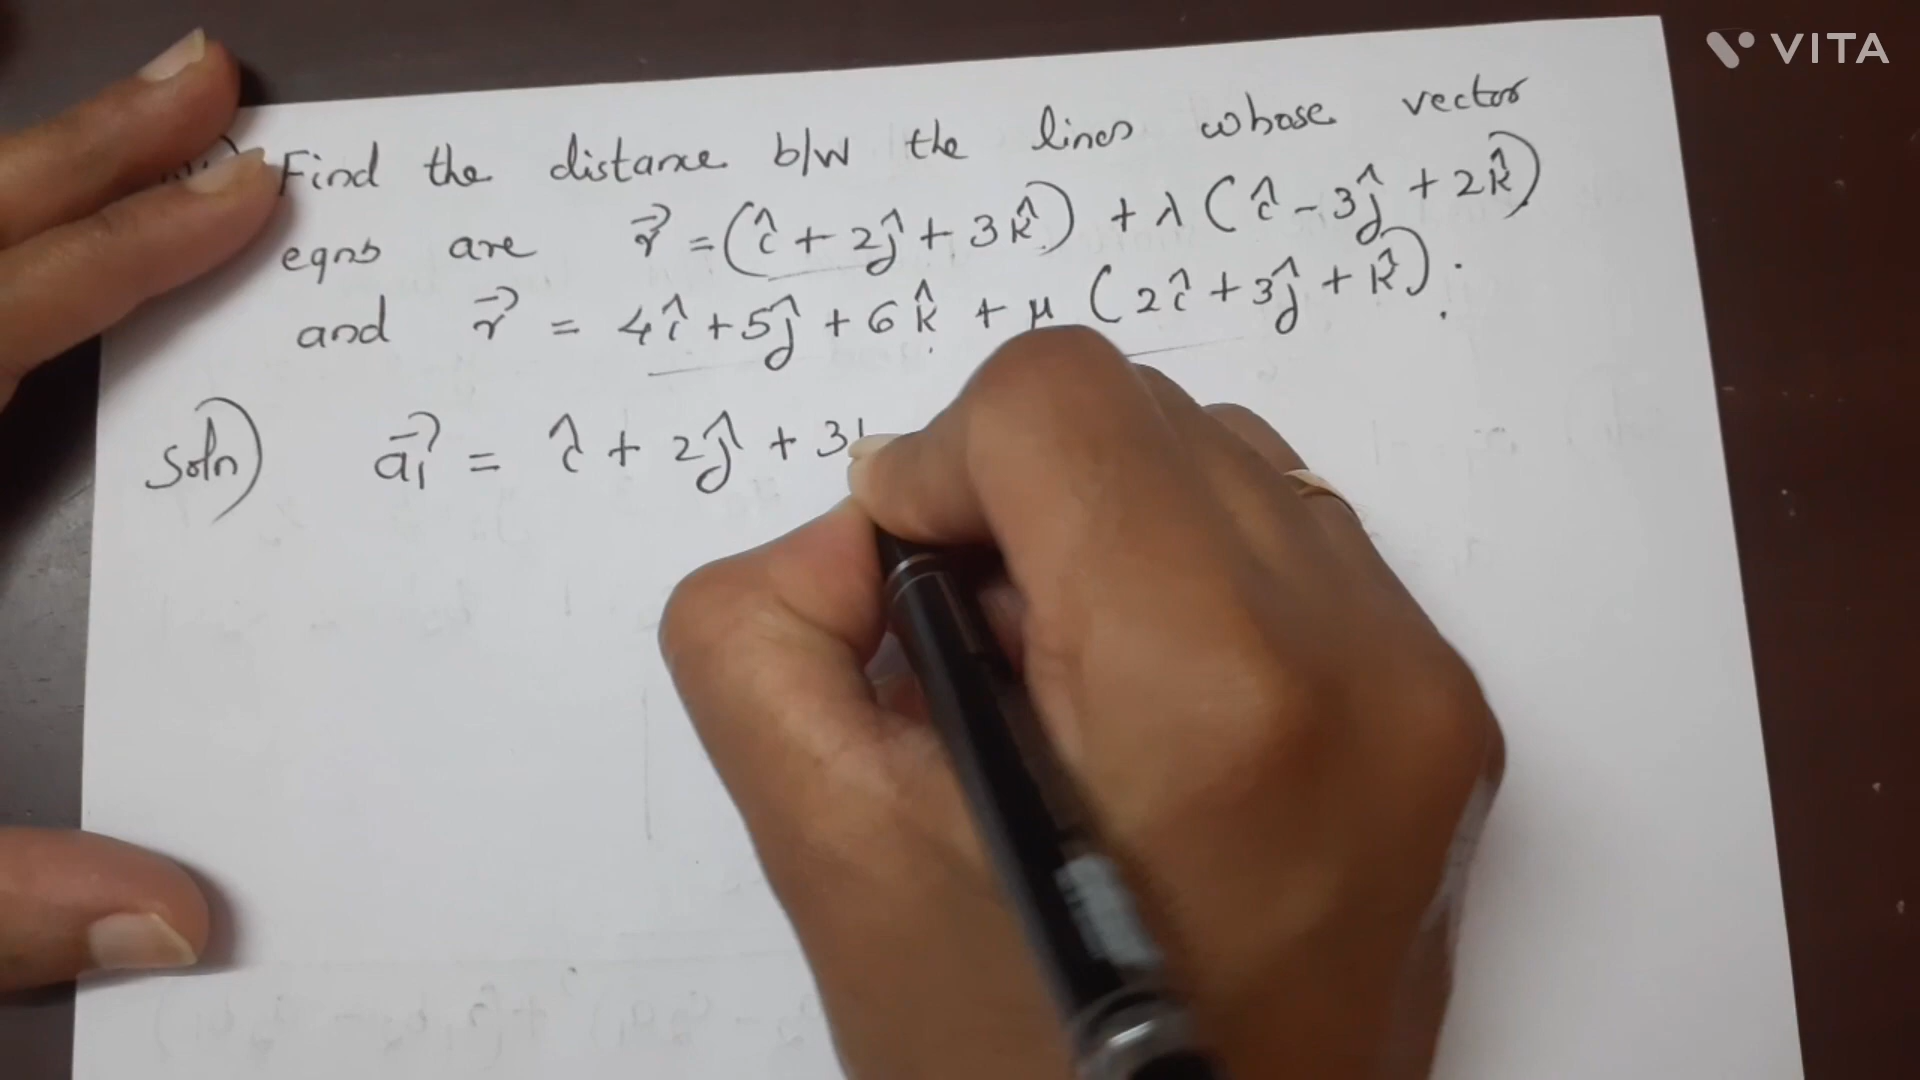 VITA
Find the distance b/w the lines whose vector
eqns are r⃗ = (î + 2ĵ + 3k̂) + λ (î - 3ĵ + 2k̂)
and r⃗ = 4î + 5ĵ + 6k̂ + μ (2î + 3ĵ + k̂).
Soln) a⃗₁ = î + 2ĵ + 3